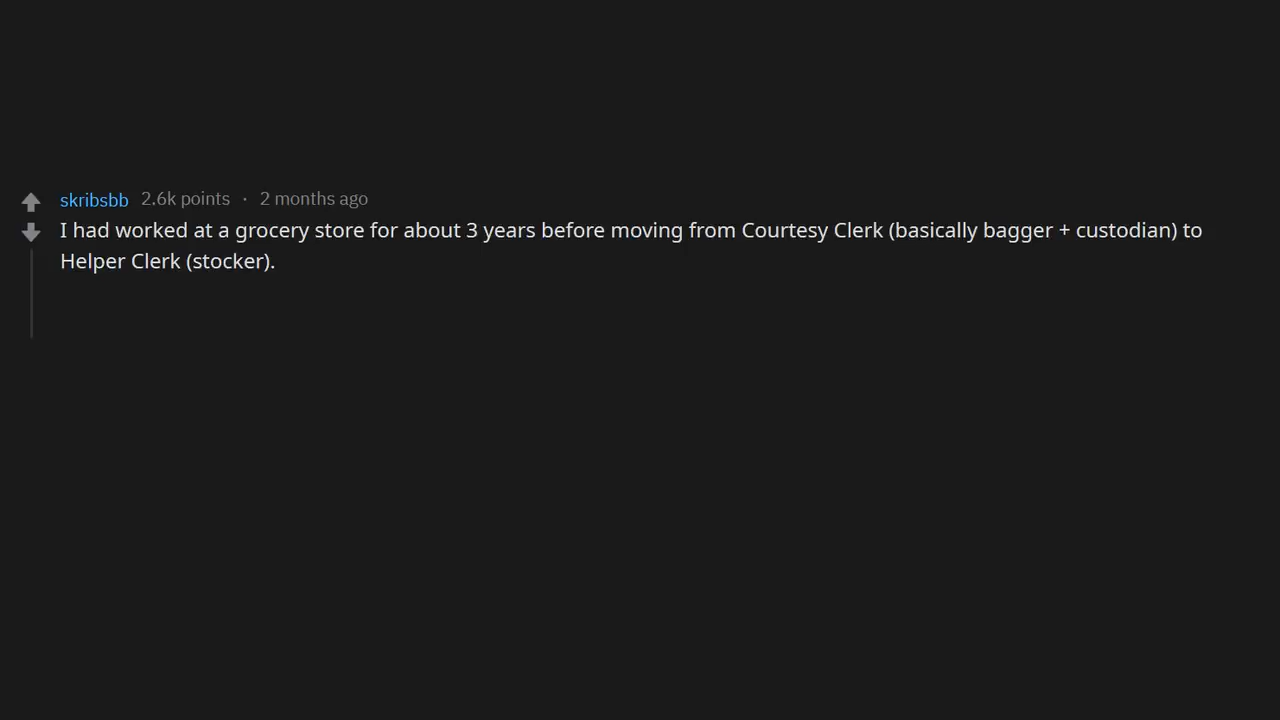 skribsbb 2.6k points · 2 months ago
I had worked at a grocery store for about 3 years before moving from Courtesy Clerk (basically bagger + custodian) to
Helper Clerk (stocker).